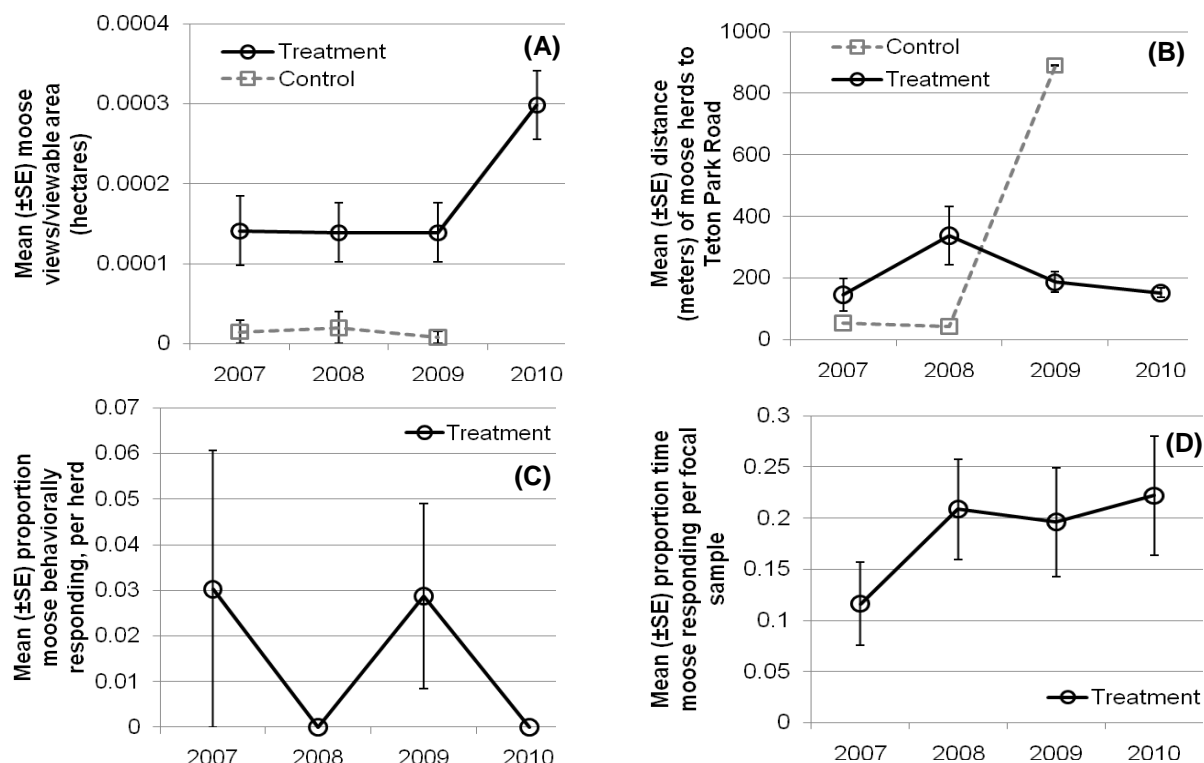 Mean (±SE) moose
views/viewable area
(hectares)
0.0004
0.0003
0.0002
0.0001
0
Treatment
Control
(A)
2007 2008 2009 2010
Mean (±SE) distance
(meters) of moose herds to
Teton Park Road
1000
800
600
400
200
0
Control
Treatment
(B)
2007 2008 2009 2010
Mean (±SE) proportion
moose behaviorally
responding, per herd
0.07
0.06
0.05
0.04
0.03
0.02
0.01
0
Treatment
(C)
2007 2008 2009 2010
Mean (±SE) proportion time
moose responding per focal
sample
0.3
0.25
0.2
0.15
0.1
0.05
0
(D)
Treatment
2007 2008 2009 2010